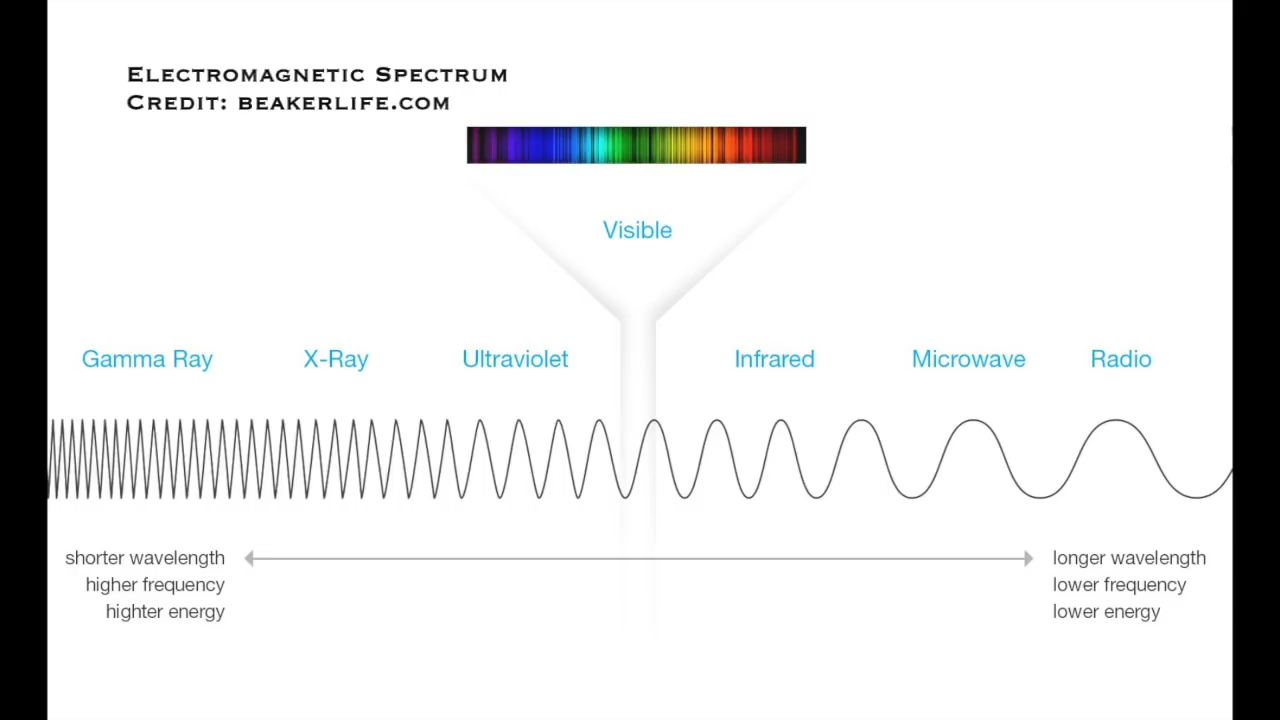 Electromagnetic Spectrum
Credit: beakerlife.com
Visible
Gamma Ray X-Ray Ultraviolet Infrared Microwave Radio
shorter wavelength
higher frequency
highter energy
longer wavelength
lower frequency
lower energy